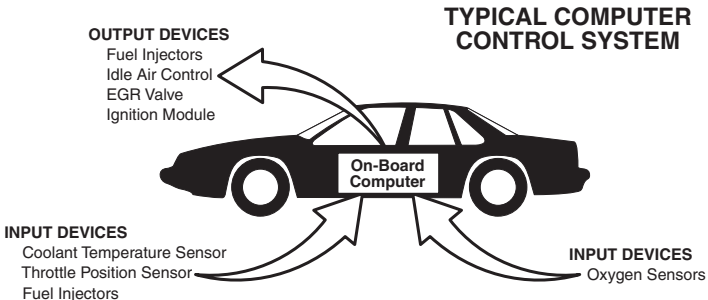 TYPICAL COMPUTER
CONTROL SYSTEM
OUTPUT DEVICES
Fuel Injectors
Idle Air Control
EGR Valve
Ignition Module
On-Board
Computer
INPUT DEVICES
Coolant Temperature Sensor
Throttle Position Sensor
Fuel Injectors
INPUT DEVICES
Oxygen Sensors